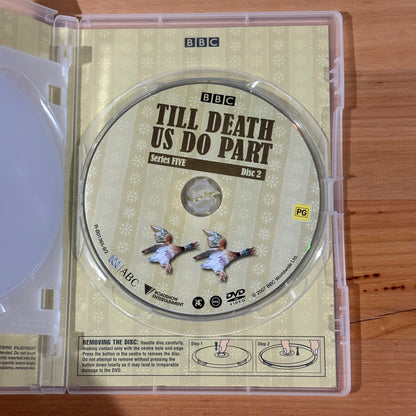 BBC
BBC
TILL DEATH
US DO PART
Series FIVE
Disc 2
PG
ABC
ROADSHOW
ENTERTAINMENT
DVD
VIDEO
© 2007 BBC Worldwide Ltd.
REMOVING THE DISC: Handle disc carefully,
making contact only with the centre hole and edge.
Press the button in the centre to remove the disc.
Do not attempt to remove without pressing the
button down totally as it may lead to irreparable
damage to the DVD.
Step 1
Step 2